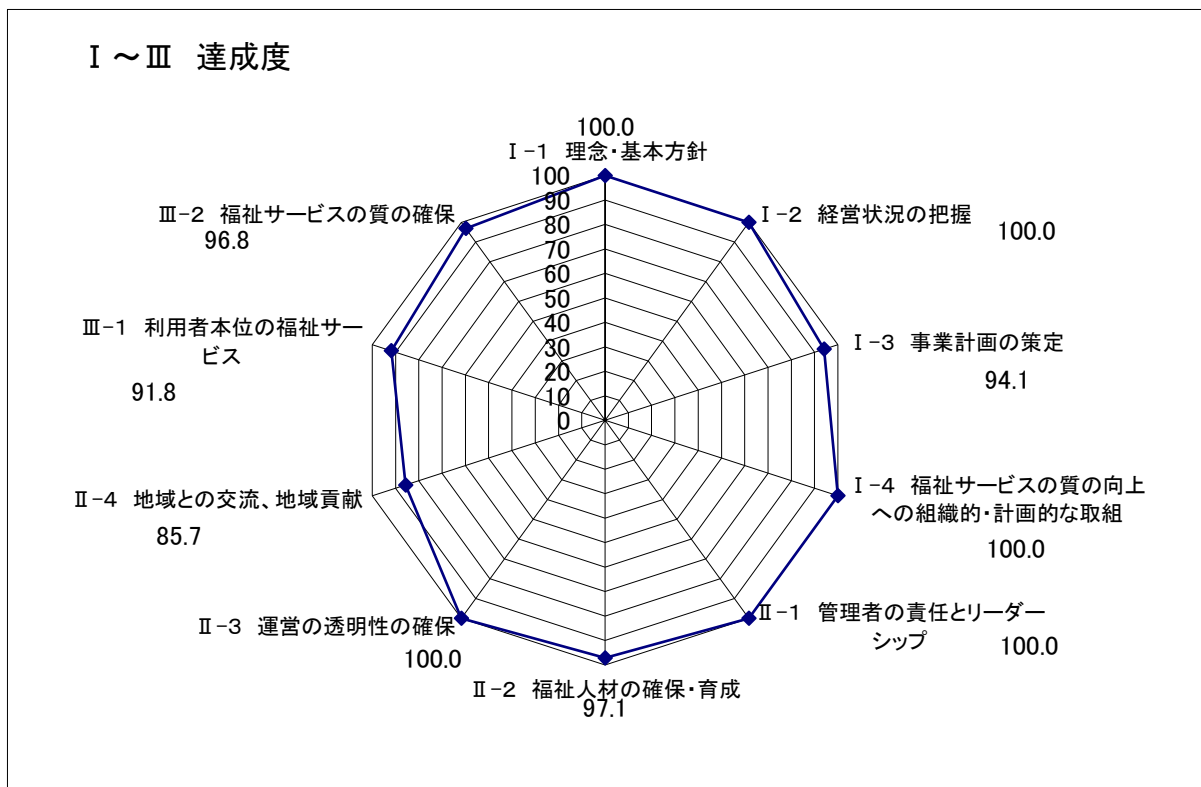 Ⅰ～Ⅲ 達成度
100.0
Ⅰ-1 理念・基本方針
Ⅰ-2 経営状況の把握
100.0
Ⅰ-3 事業計画の策定
94.1
Ⅰ-4 福祉サービスの質の向上
への組織的・計画的な取組
100.0
Ⅱ-1 管理者の責任とリーダー
シップ
100.0
Ⅱ-2 福祉人材の確保・育成
97.1
Ⅱ-3 運営の透明性の確保
100.0
Ⅱ-4 地域との交流、地域貢献
85.7
Ⅲ-1 利用者本位の福祉サー
ビス
91.8
Ⅲ-2 福祉サービスの質の確保
96.8
100
90
80
70
60
50
40
30
20
10
0